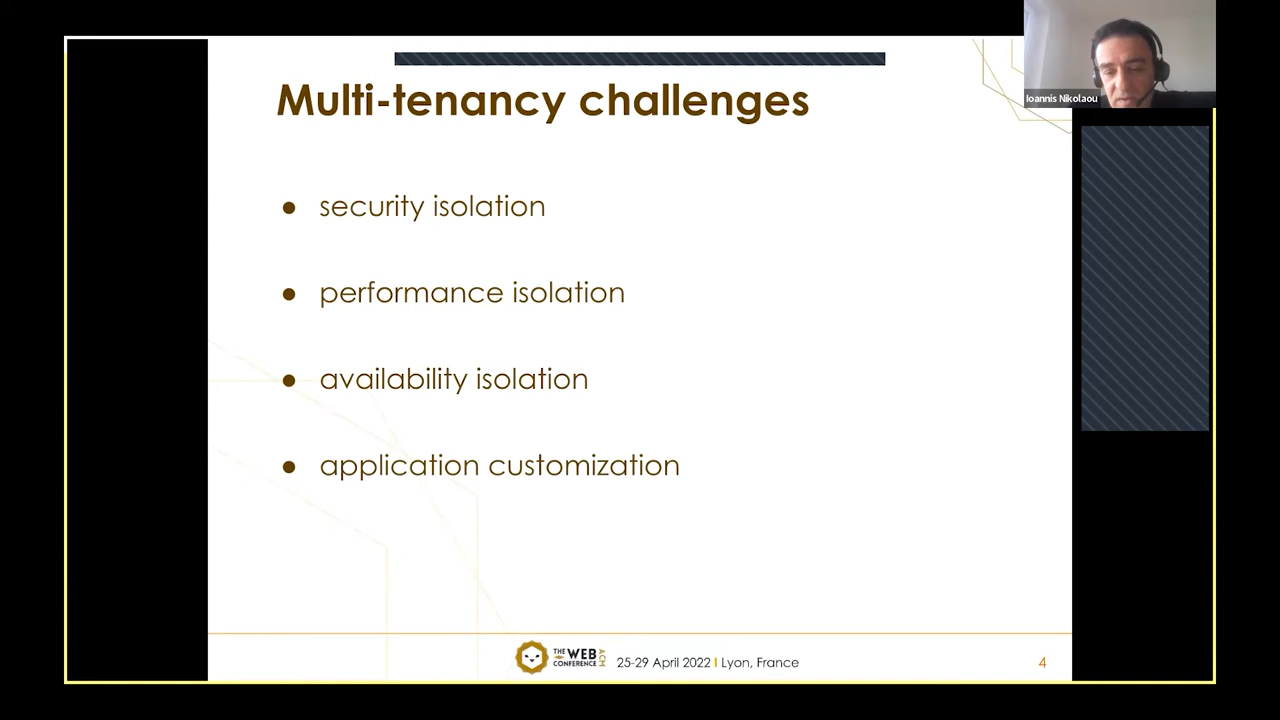 Multi-tenancy challenges
Ioannis Nikolaou
● security isolation
● performance isolation
● availability isolation
● application customization
THE WEB CONFERENCE ACM
25-29 April 2022 | Lyon, France
4